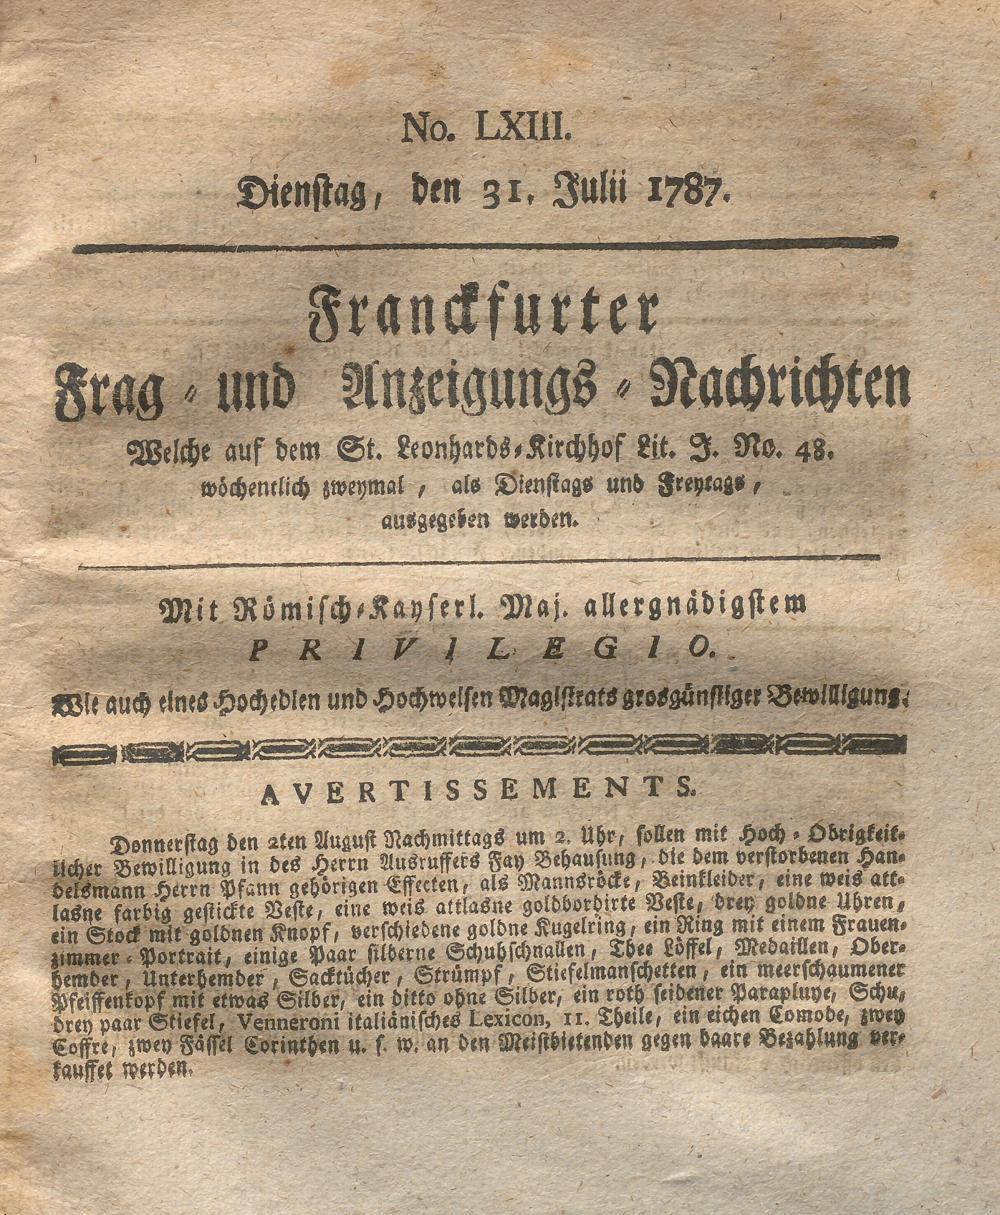 No. LXIII.
Dienstag, den 31. Julii 1787.
Franckfurter
Frag- und Anzeigungs-Nachrichten
Welche auf dem St. Leonhards-Kirchhof Lit. J. No. 48.
wöchentlich zweymal, als Dienstags und Freytags,
ausgegeben werden.
Mit Römisch-Kayserl. Maj. allergnädigstem
PRIVILEGIO.
Wie auch eines Hochedlen und Hochweisen Magistrats grosgünstiger Bewilligung.
AVERTISSEMENTS.
Donnerstag den 2ten August Nachmittags um 2. Uhr, sollen mit Hoch-Obrigkeit-
licher Bewilligung in des Herrn Ausruffers Fay Behausung, die dem verstorbenen Han-
delsmann Herrn Pfann gehörigen Effecten, als Mannsröcke, Beinkleider, eine weis att-
lasne farbig gestickte Veste, eine weis attlasne goldbordirte Veste, drey goldne Uhren,
ein Stock mit goldnen Knopf, verschiedene goldne Kugelring, ein Ring mit einem Frauen-
zimmer-Portrait, einige Paar silberne Schuhschnallen, Thee Löffel, Medaillen, Ober-
hemder, Unterhemder, Sacktücher, Strümpf, Stiefelmanschetten, ein meerschaumener
Pfeiffenkopf mit etwas Silber, ein ditto ohne Silber, ein roth seidener Parapluye, Schu,
drey paar Stiefel, Venneroni italiänisches Lexicon, 11. Theile, ein eichen Comode, zwey
Coffre, zwey Fässel Corinthen u. s. w. an den Meistbietenden gegen baare Bezahlung ver-
kauffet werden.